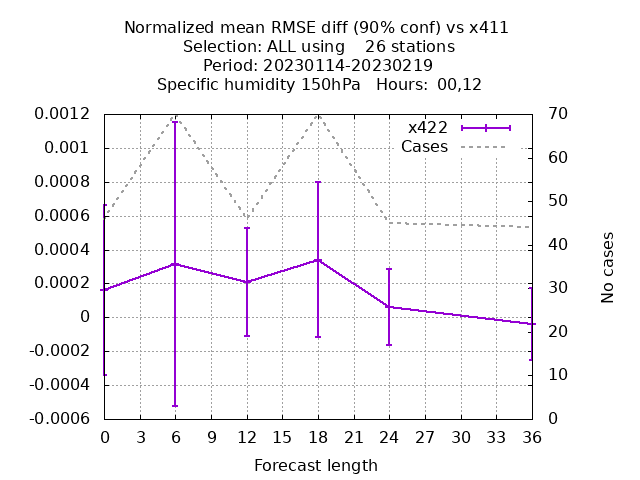 Normalized mean RMSE diff (90% conf) vs x411
Selection: ALL using    26 stations
Period: 20230114-20230219
Specific humidity 150hPa   Hours: 00,12
x422
Cases
0.0012
0.001
0.0008
0.0006
0.0004
0.0002
0
-0.0002
-0.0004
-0.0006
70
60
50
40
30
20
10
0
No cases
0 3 6 9 12 15 18 21 24 27 30 33 36
Forecast length